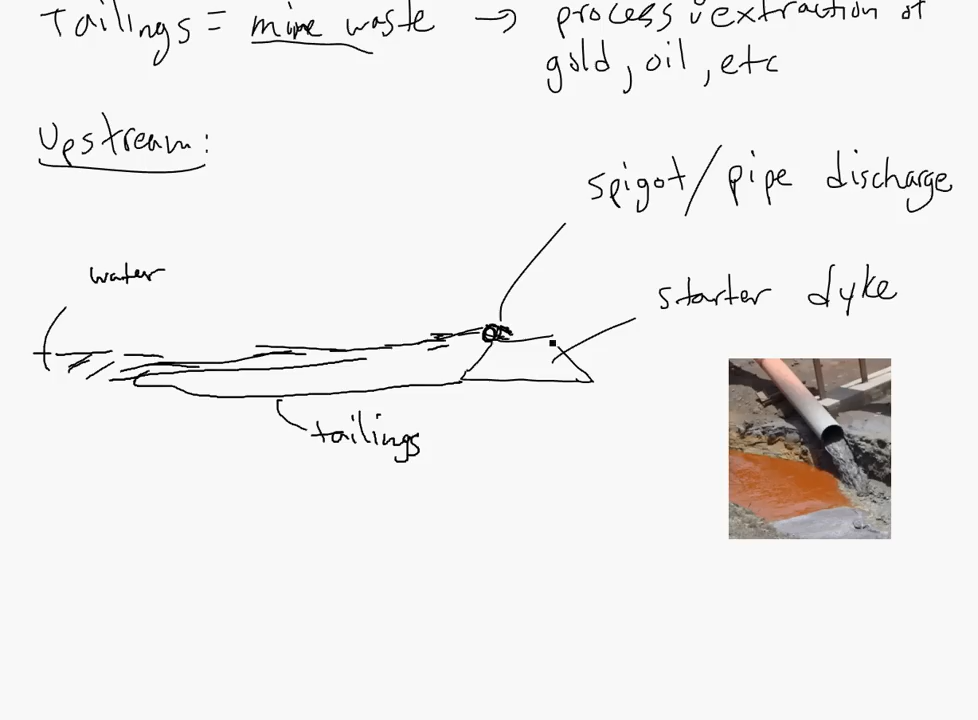 Tailings = mine waste → process & extraction of
gold, oil, etc
Upstream:
spigot/pipe discharge
water
starter dyke
tailings